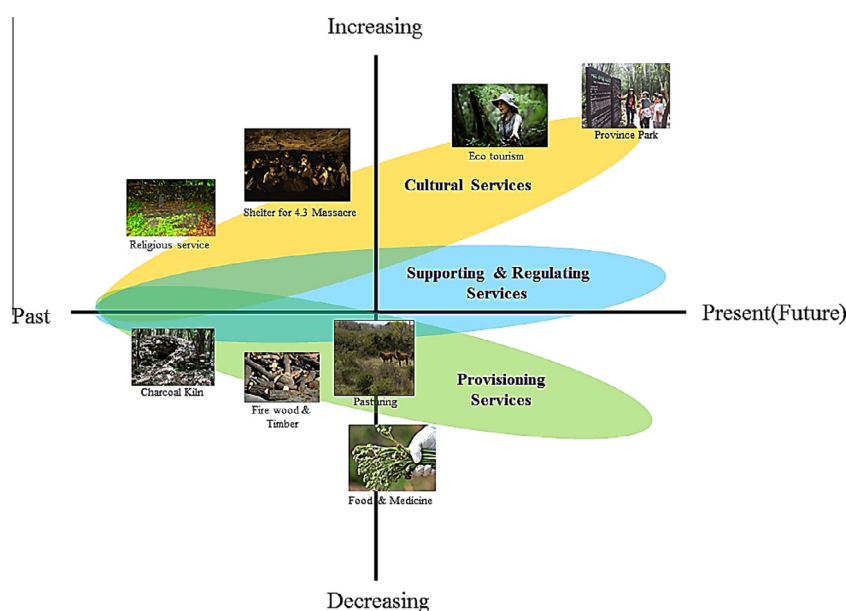 Increasing
Province Park
Eco tourism
Cultural Services
Shelter for 4.3 Massacre
Religious service
Supporting & Regulating
Services
Past
Present(Future)
Charcoal Kiln
Fire wood &
Timber
Pasturing
Provisioning
Services
Food & Medicine
Decreasing